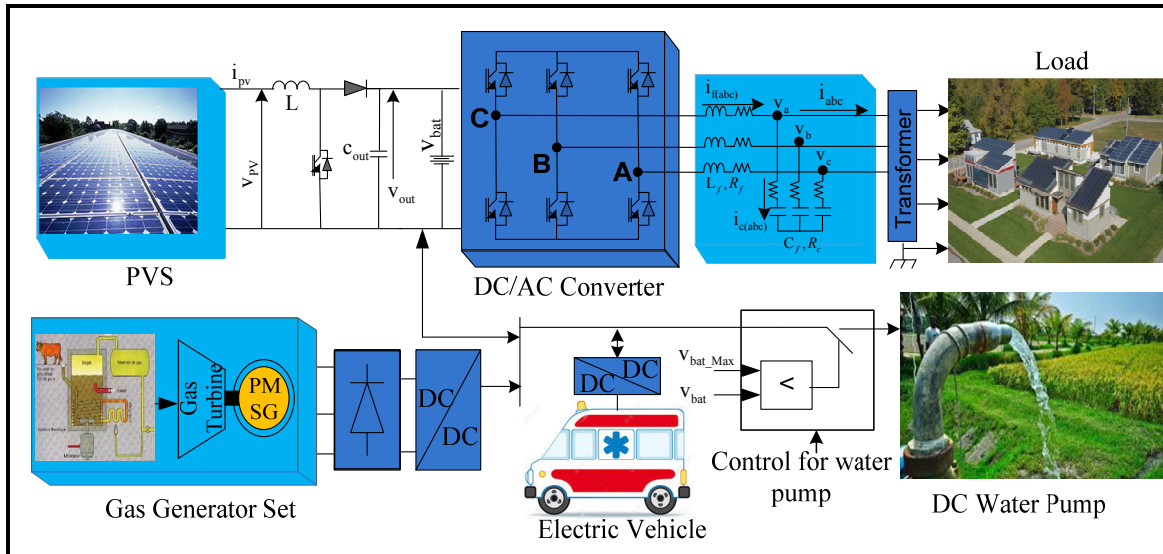 Load
i_pv
L
v_pv
c_out
v_out
v_bat
C
B
A
i_f(abc)
v_a
i_abc
v_b
v_c
L_f, R_f
i_c(abc)
C_f, R_c
Transformer
PVS
DC/AC Converter
Gas
Turbine
PM
SG
DC
DC
DC
DC
v_bat_Max
v_bat
<
Control for water
pump
Gas Generator Set
Electric Vehicle
DC Water Pump